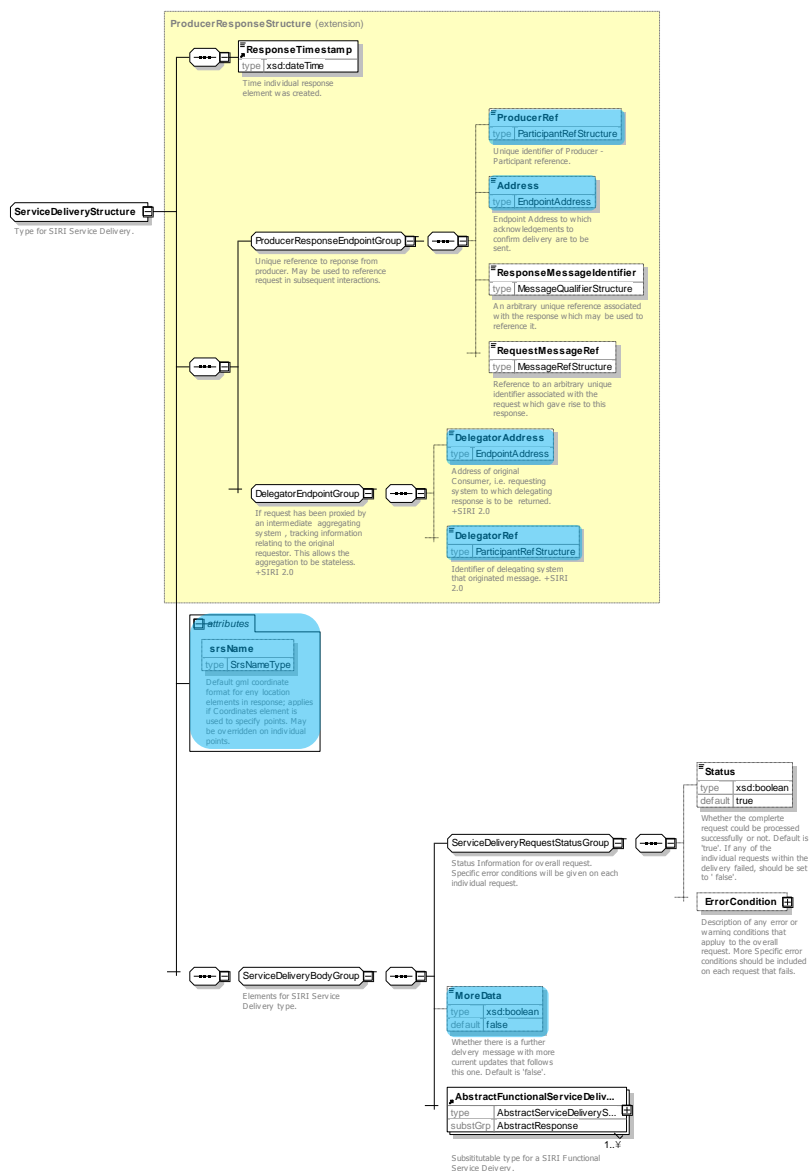 ProducerResponseStructure (extension)
ResponseTimestamp
type xsd:dateTime
Time individual response
element was created.
ProducerRef
type ParticipantRefStructure
Unique identifier of Producer -
Participant reference.
Address
type EndpointAddress
Endpoint Address to which
acknowledgements to
confirm delivery are to be
sent.
ServiceDeliveryStructure
Type for SIRI Service Delivery.
ProducerResponseEndpointGroup
Unique reference to reponse from
producer. May be used to reference
request in subsequent interactions.
ResponseMessageIdentifier
type MessageQualifierStructure
An arbitrary unique reference associated
with the response which may be used to
reference it.
RequestMessageRef
type MessageRefStructure
Reference to an arbitrary unique
identifier associated with the
request which gave rise to this
response.
DelegatorAddress
type EndpointAddress
Address of original
Consumer, i.e. requesting
system to which delegating
response is to be returned.
+SIRI 2.0
DelegatorEndpointGroup
If request has been proxied by
an intermediate aggregating
system , tracking information
relating to the original
requestor. This allows the
aggregation to be stateless.
+SIRI 2.0
DelegatorRef
type ParticipantRefStructure
Identifier of delegating system
that originated message. +SIRI
2.0
attributes
srsName
type SrsNameType
Default gml coordinate
format for eny location
elements in response; applies
if Coordinates element is
used to specify points. May
be overridden on individual
points.
Status
type xsd:boolean
default true
Whether the complerte
request could be processed
successfully or not. Default is
'true'. If any of the
individual requests within the
delivery failed, should be set
to ' false'.
ServiceDeliveryRequestStatusGroup
Status Information for overall request.
Specific error conditions will be given on each
individual request.
ErrorCondition
Description of any error or
warning conditions that
appluy to the overall
request. More Specific error
conditions should be included
on each request that fails.
ServiceDeliveryBodyGroup
Elements for SIRI Service
Delivery type.
MoreData
type xsd:boolean
default false
Whether there is a further
delvery message with more
current updates that follows
this one. Default is 'false'.
AbstractFunctionalServiceDeliv...
type AbstractServiceDeliveryS...
substGrp AbstractResponse
1..¥
Subsititutable type for a SIRI Functional
Service Deivery.